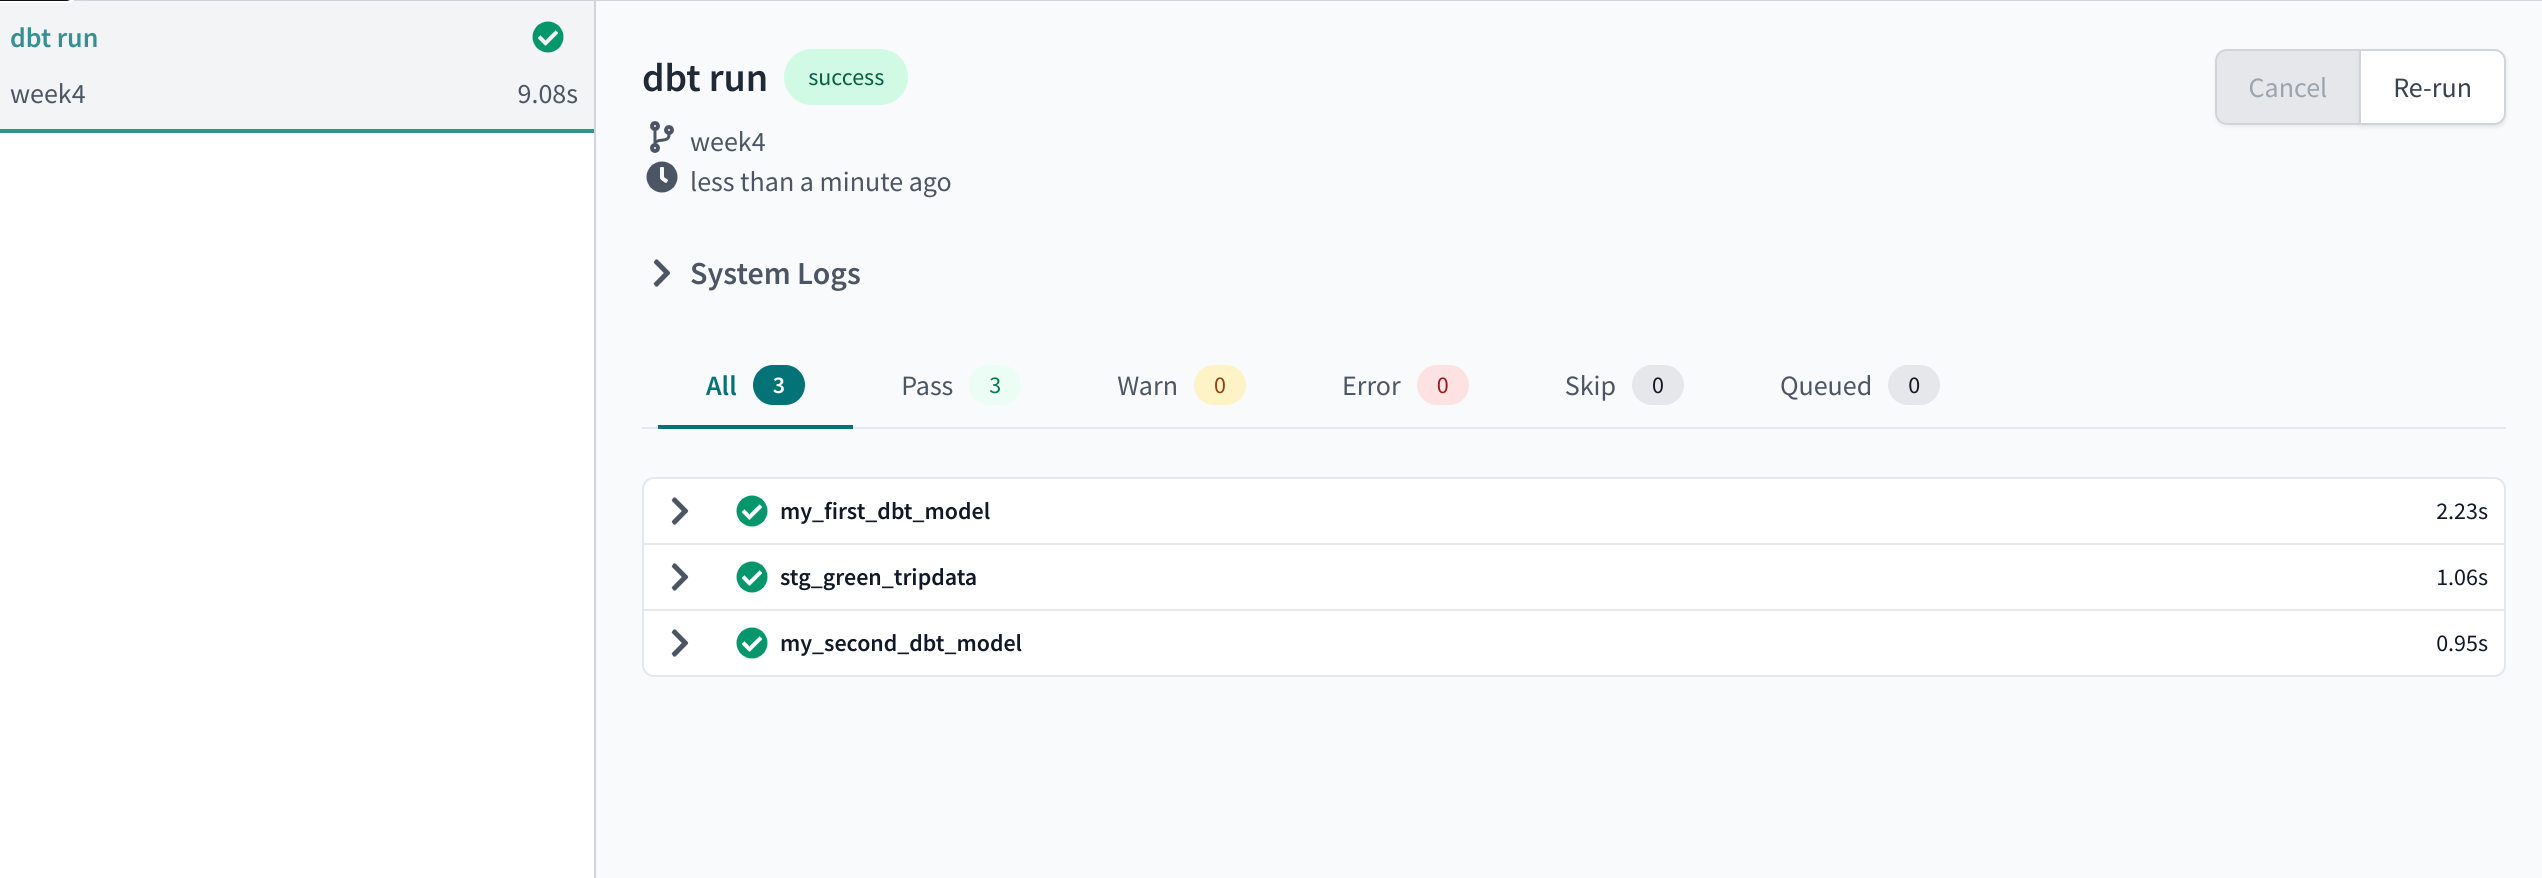 dbt run
week4 9.08s
dbt run success
Cancel Re-run
week4
less than a minute ago
System Logs
All 3 Pass 3 Warn 0 Error 0 Skip 0 Queued 0
my_first_dbt_model 2.23s
stg_green_tripdata 1.06s
my_second_dbt_model 0.95s